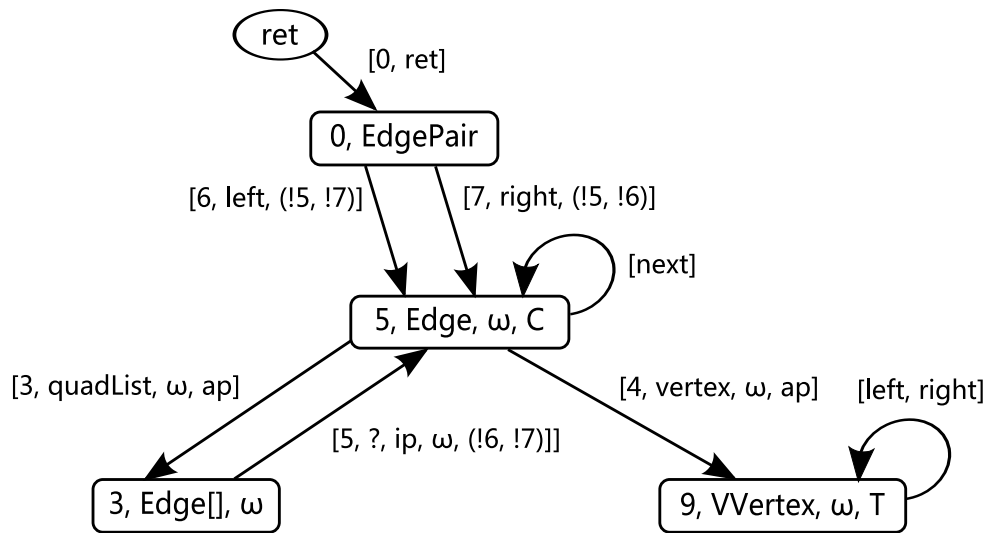 ret
[0, ret]
0, EdgePair
[6, left, (!5, !7)]
[7, right, (!5, !6)]
[next]
5, Edge, ω, C
[3, quadList, ω, ap]
[4, vertex, ω, ap]
[left, right]
[5, ?, ip, ω, (!6, !7)]]
3, Edge[], ω
9, VVertex, ω, T